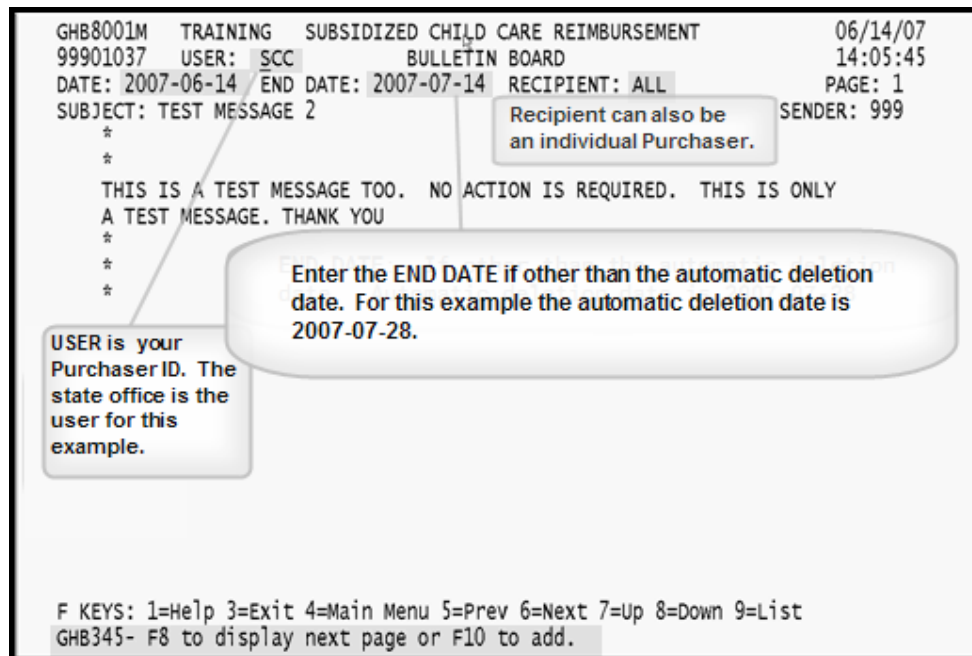 GHB8001M TRAINING SUBSIDIZED CHILD CARE REIMBURSEMENT 06/14/07
99901037 USER: SCC BULLETIN BOARD 14:05:45
DATE: 2007-06-14 END DATE: 2007-07-14 RECIPIENT: ALL PAGE: 1
SUBJECT: TEST MESSAGE 2 SENDER: 999
Recipient can also be
an individual Purchaser.
*
*
THIS IS A TEST MESSAGE TOO. NO ACTION IS REQUIRED. THIS IS ONLY
A TEST MESSAGE. THANK YOU
*
*
*
Enter the END DATE if other than the automatic deletion
date. For this example the automatic deletion date is
2007-07-28.
USER is your
Purchaser ID. The
state office is the
user for this
example.
F KEYS: 1=Help 3=Exit 4=Main Menu 5=Prev 6=Next 7=Up 8=Down 9=List
GHB345- F8 to display next page or F10 to add.